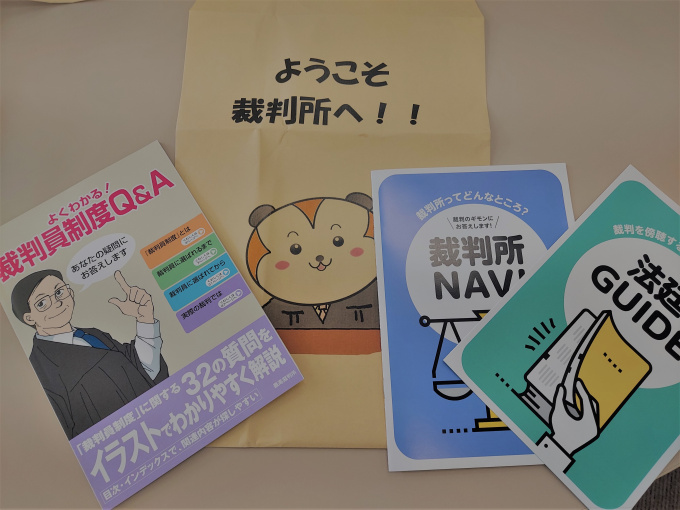 ようこそ
裁判所へ！！
よくわかる！
裁判員制度Q&A
あなたの疑問に
お答えします
「裁判員制度」とは
裁判員に選ばれるまで
裁判員に選ばれてから
実際の裁判では
「裁判員制度」に関する32の質問を
イラストでわかりやすく解説
目次・インデックスで、関連内容が探しやすい
裁判所ってどんなところ？
裁判のギモンに
お答えします！
裁判所
NAVI
裁判を傍聴する
法廷
GUIDE